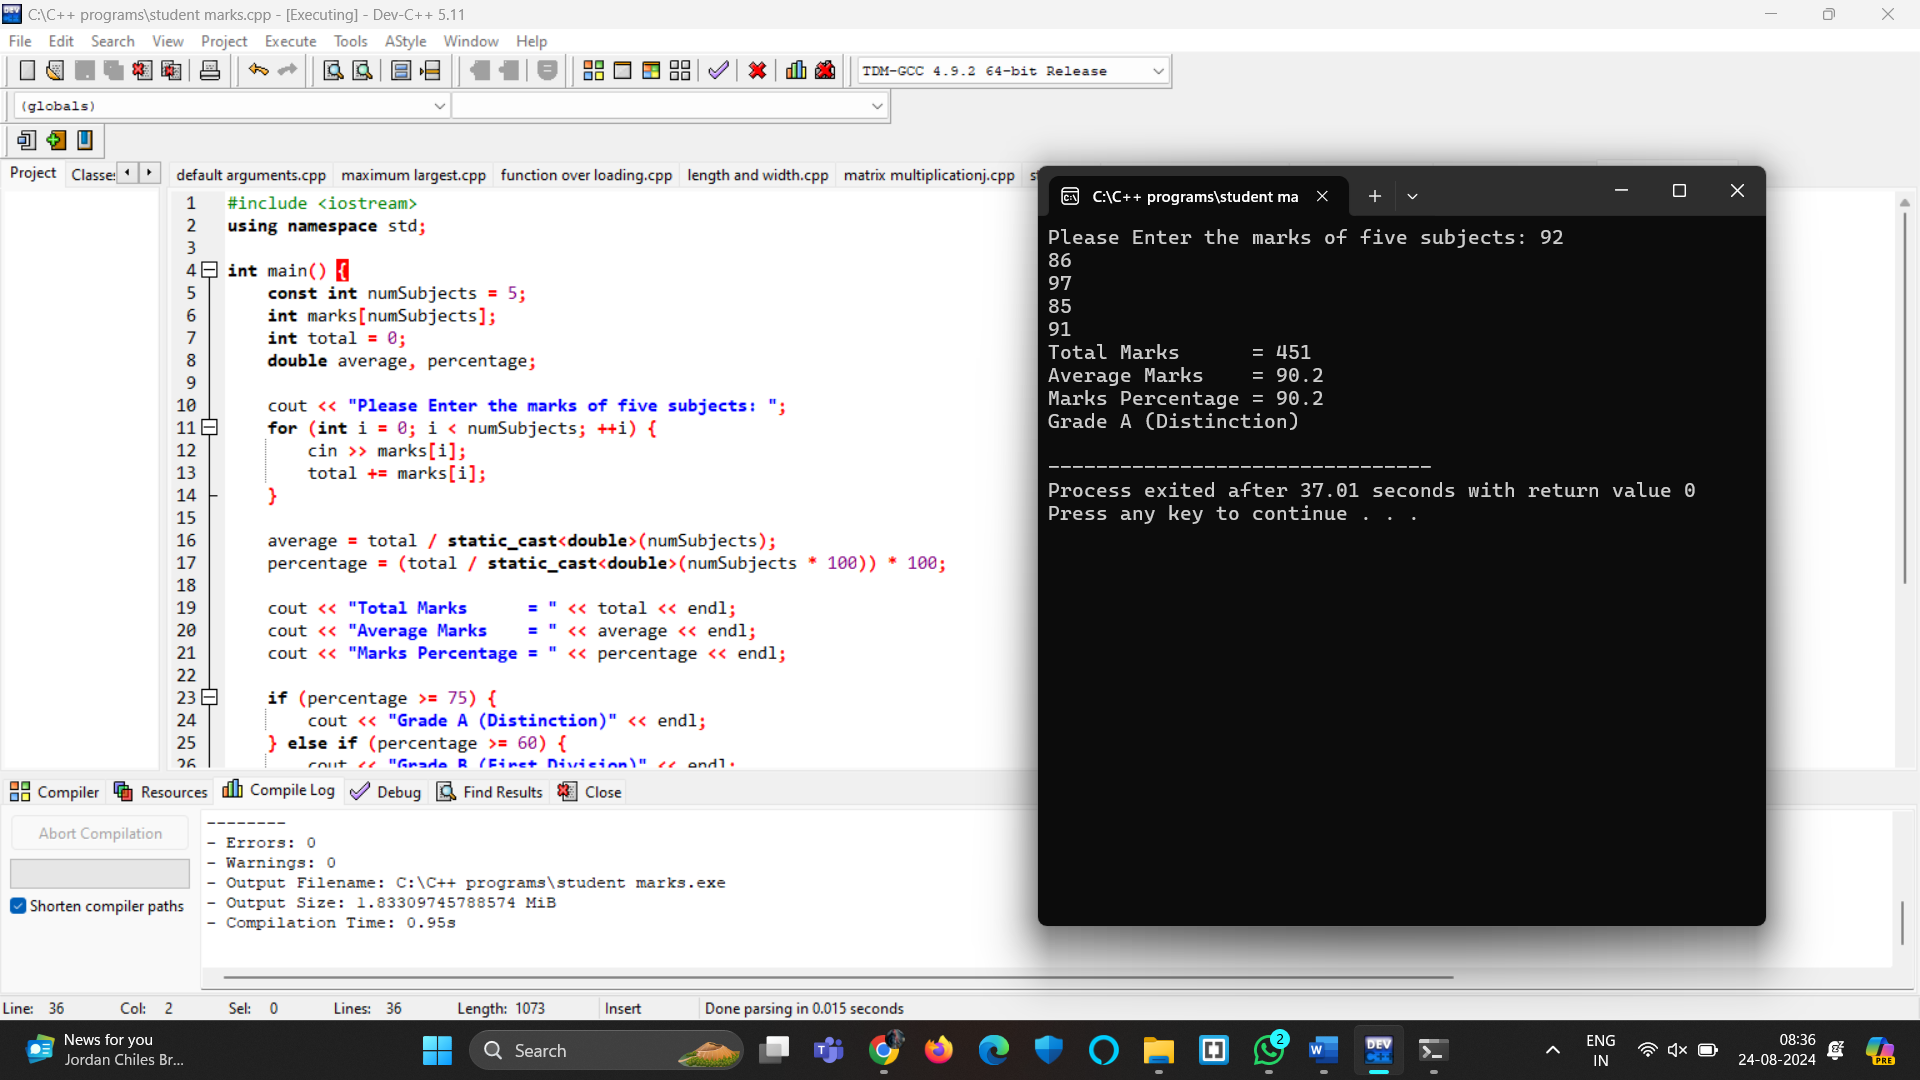 C:\C++ programs\student marks.cpp - [Executing] - Dev-C++ 5.11
File Edit Search View Project Execute Tools AStyle Window Help
TDM-GCC 4.9.2 64-bit Release
(globals)
Project Classes default arguments.cpp maximum largest.cpp function over loading.cpp length and width.cpp matrix multiplicationj.cpp
1 #include <iostream>
2 using namespace std;
3
4 int main() {
5 const int numSubjects = 5;
6 int marks[numSubjects];
7 int total = 0;
8 double average, percentage;
9
10 cout << "Please Enter the marks of five subjects: ";
11 for (int i = 0; i < numSubjects; ++i) {
12 cin >> marks[i];
13 total += marks[i];
14 }
15
16 average = total / static_cast<double>(numSubjects);
17 percentage = (total / static_cast<double>(numSubjects * 100)) * 100;
18
19 cout << "Total Marks      = " << total << endl;
20 cout << "Average Marks    = " << average << endl;
21 cout << "Marks Percentage = " << percentage << endl;
22
23 if (percentage >= 75) {
24 cout << "Grade A (Distinction)" << endl;
25 } else if (percentage >= 60) {
26 cout << "Grade B (First Division)" << endl;
C:\C++ programs\student ma
Please Enter the marks of five subjects: 92
86
97
85
91
Total Marks      = 451
Average Marks    = 90.2
Marks Percentage = 90.2
Grade A (Distinction)
--------------------------------
Process exited after 37.01 seconds with return value 0
Press any key to continue . . .
Compiler Resources Compile Log Debug Find Results Close
Abort Compilation
Shorten compiler paths
--------
- Errors: 0
- Warnings: 0
- Output Filename: C:\C++ programs\student marks.exe
- Output Size: 1.83309745788574 MiB
- Compilation Time: 0.95s
Line: 36 Col: 2 Sel: 0 Lines: 36 Length: 1073 Insert Done parsing in 0.015 seconds
News for you
Jordan Chiles Br...
Search
2
DEV
PRE
ENG
IN
08:36
24-08-2024